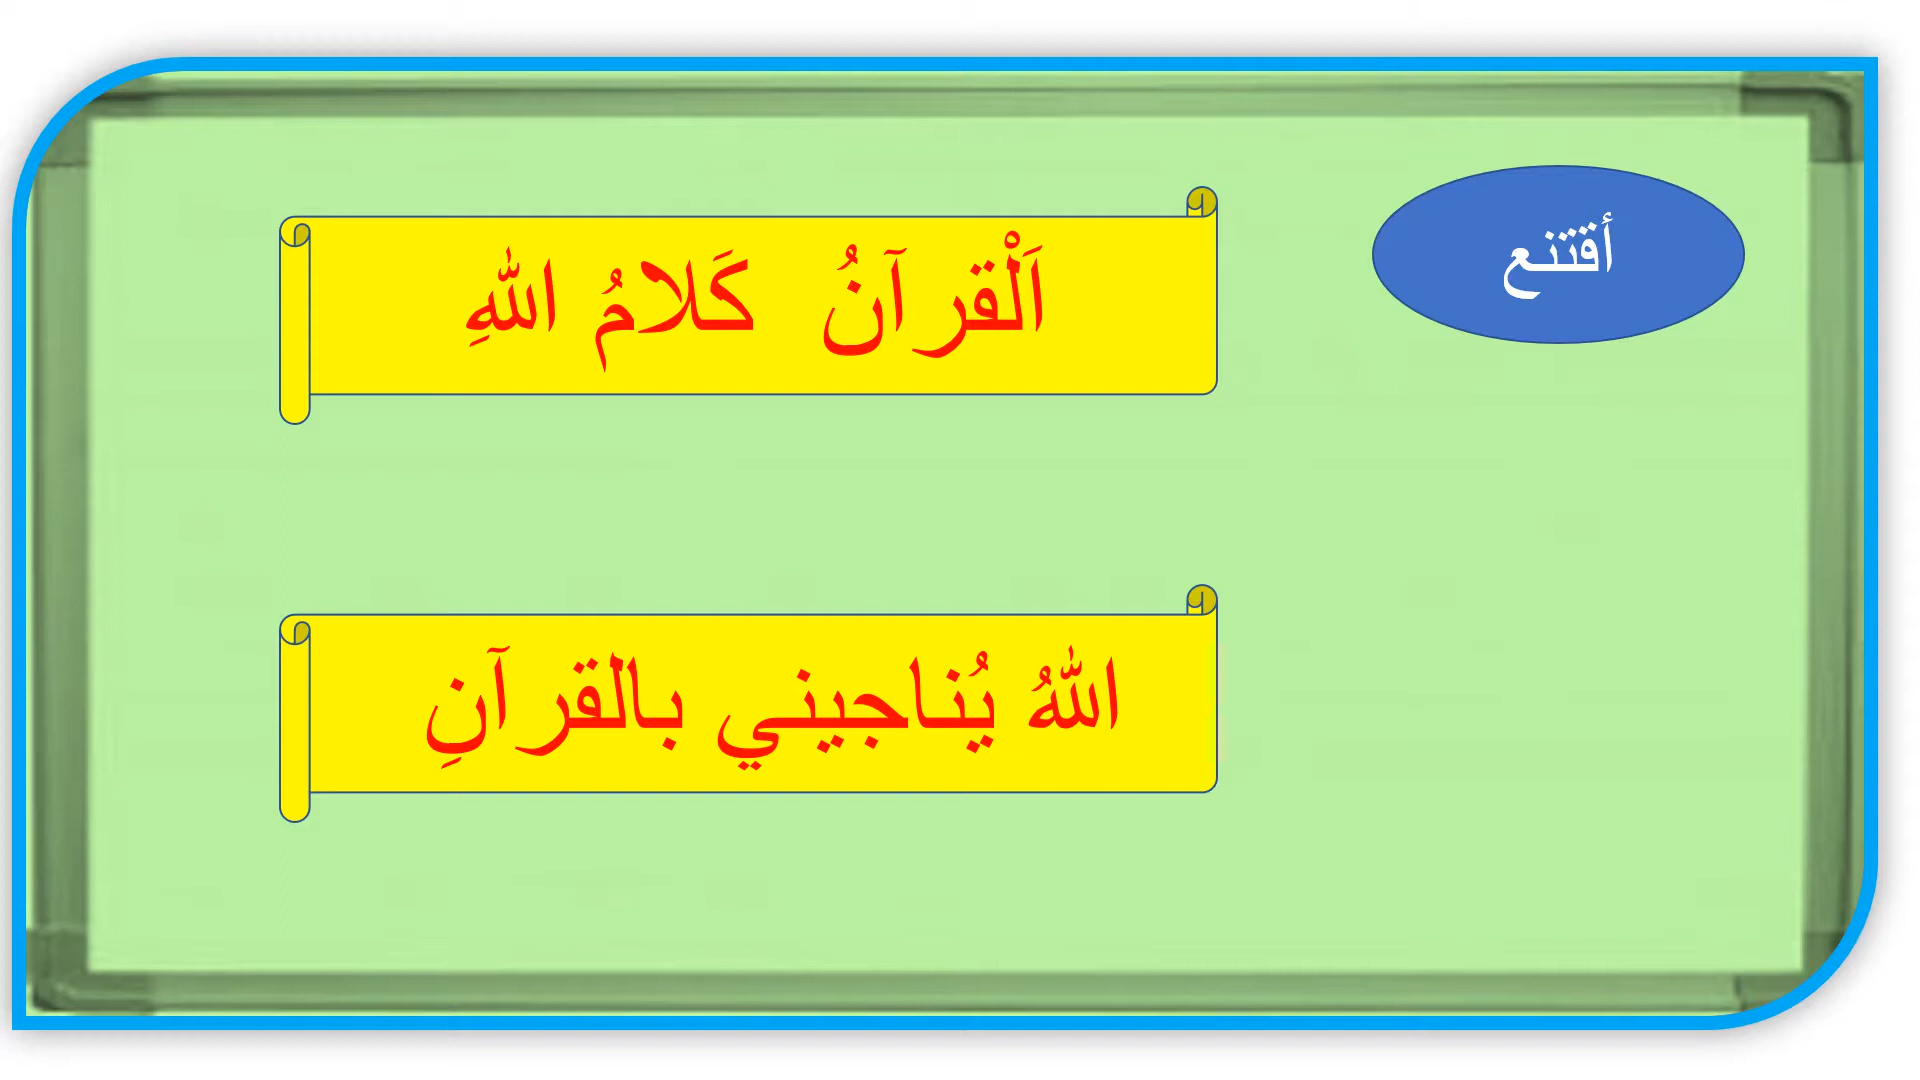 أقتنع
اَلْقرآنُ كَلامُ اللهِ
اللهُ يُناجيني بالقرآنِ